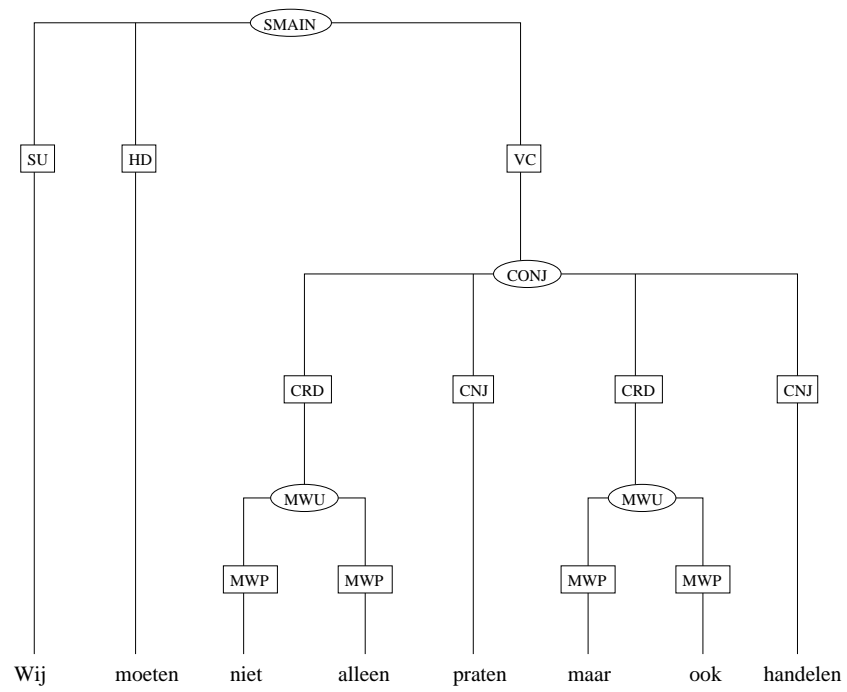 SMAIN
SU HD VC
CONJ
CRD CNJ CRD CNJ
MWU MWU
MWP MWP MWP MWP
Wij moeten niet alleen praten maar ook handelen